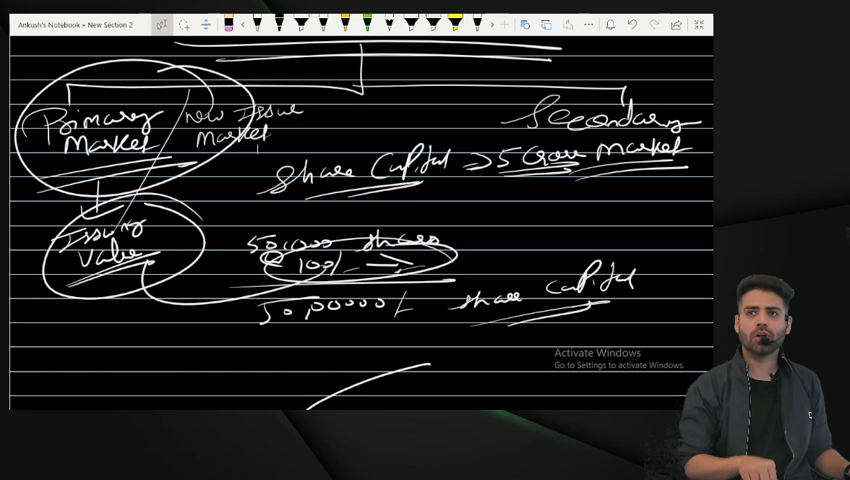 Ankush's Notebook » New Section 2
Primary
Market
New Issue
Market
Secondary
Market
Share Capital => 5 Crore
Issuing
Value
50,000 shares
@ 100/-
50,00000/- share capital
Activate Windows
Go to Settings to activate Windows.